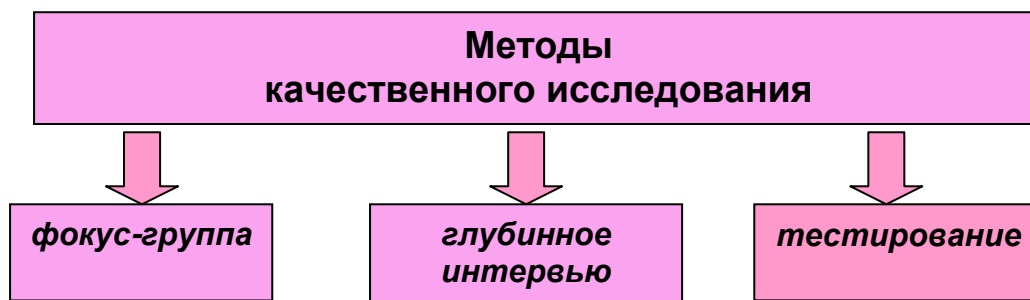 Методы
качественного исследования
фокус-группа
глубинное
интервью
тестирование